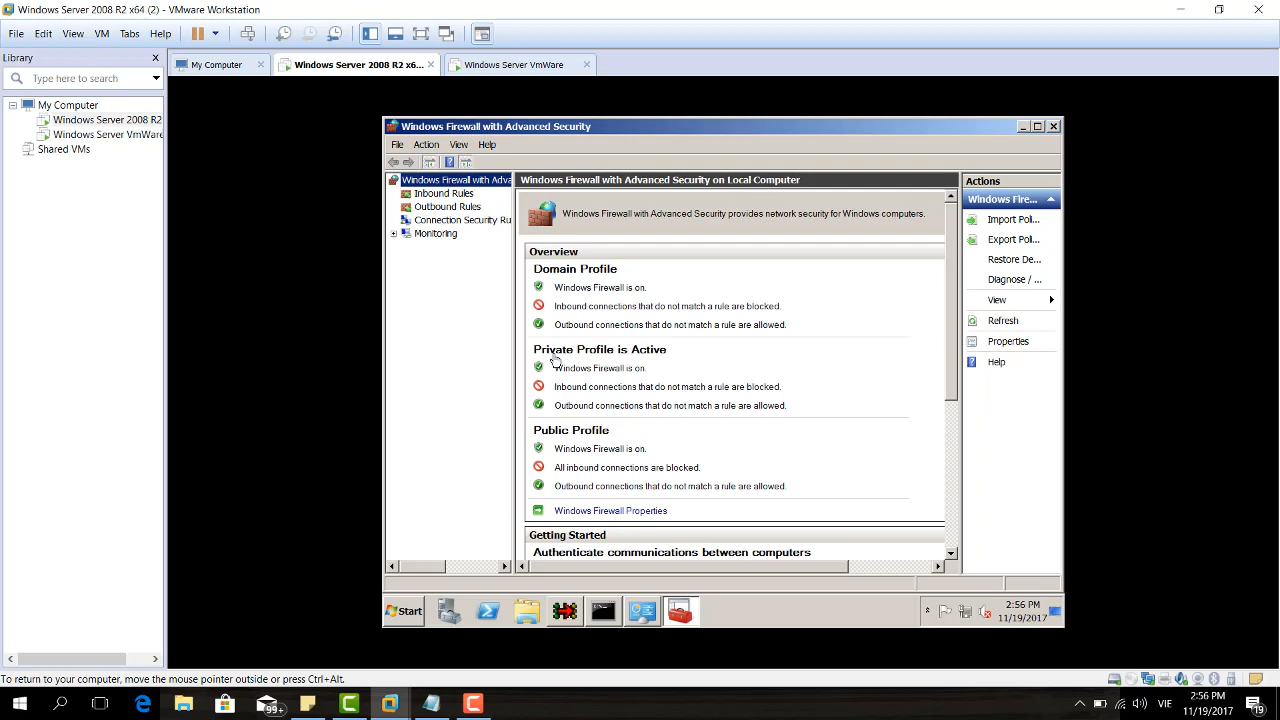 Windows Server 2008 R2 x64 (2) - VMware Workstation
File Edit View VM Tabs Help
Library
Type here to search
My Computer
Windows Server 2008 R2
Windows Server VmWare
Shared VMs
My Computer
Windows Server 2008 R2 x6...
Windows Server VmWare
Windows Firewall with Advanced Security
File Action View Help
Windows Firewall with Adva
Inbound Rules
Outbound Rules
Connection Security Ru
Monitoring
Windows Firewall with Advanced Security on Local Computer
Windows Firewall with Advanced Security provides network security for Windows computers.
Overview
Domain Profile
Windows Firewall is on.
Inbound connections that do not match a rule are blocked.
Outbound connections that do not match a rule are allowed.
Private Profile is Active
Windows Firewall is on.
Inbound connections that do not match a rule are blocked.
Outbound connections that do not match a rule are allowed.
Public Profile
Windows Firewall is on.
All inbound connections are blocked.
Outbound connections that do not match a rule are allowed.
Windows Firewall Properties
Getting Started
Authenticate communications between computers
Actions
Windows Fire...
Import Pol...
Export Pol...
Restore De...
Diagnose / ...
View
Refresh
Properties
Help
Start
2:56 PM
11/19/2017
To return to your computer, move the mouse pointer outside or press Ctrl+Alt.
99+
VIE
2:56 PM
11/19/2017
19